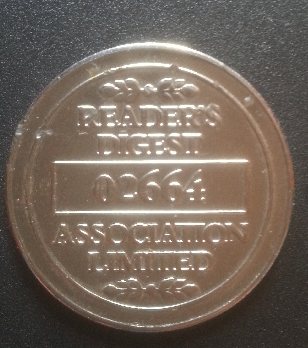 READER'S
DIGEST
02664
ASSOCIATION
LIMITED